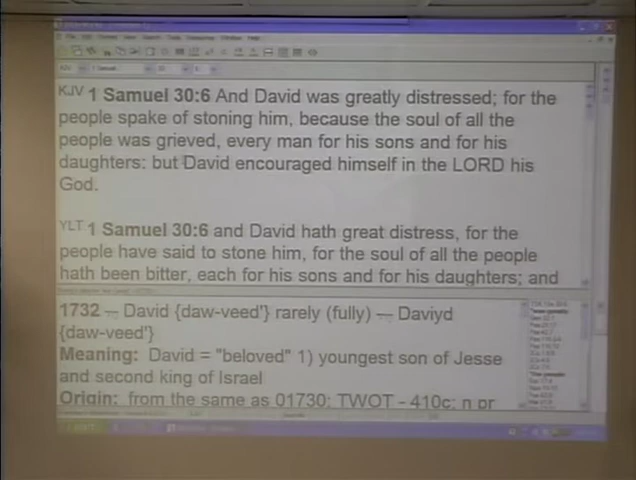 KJV 1 Samuel 30:6 And David was greatly distressed; for the
people spake of stoning him, because the soul of all the
people was grieved, every man for his sons and for his
daughters: but David encouraged himself in the LORD his
God.
YLT 1 Samuel 30:6 and David hath great distress, for the
people have said to stone him, for the soul of all the people
hath been bitter, each for his sons and for his daughters; and
1732 -- David {daw-veed'} rarely (fully) -- Daviyd
{daw-veed'}
Meaning: David = "beloved" 1) youngest son of Jesse
and second king of Israel
Origin: from the same as 01730; TWOT - 410c; n pr